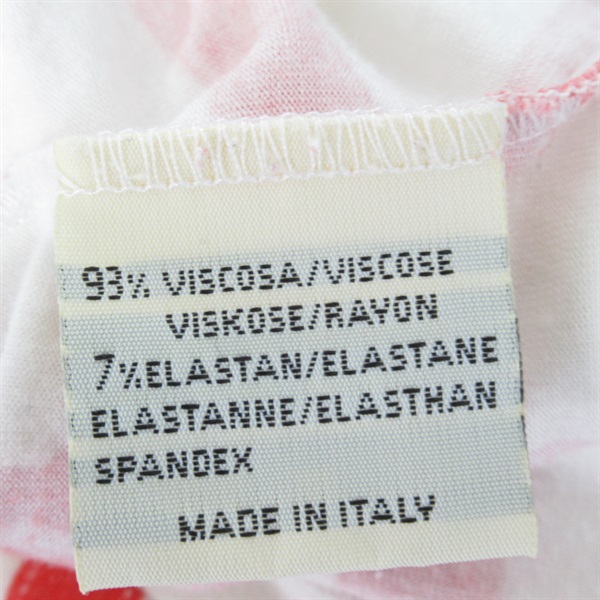 93% VISCOSA/VISCOSE
VISKOSE/RAYON
7%ELASTAN/ELASTANE
ELASTANNE/ELASTHAN
SPANDEX
MADE IN ITALY